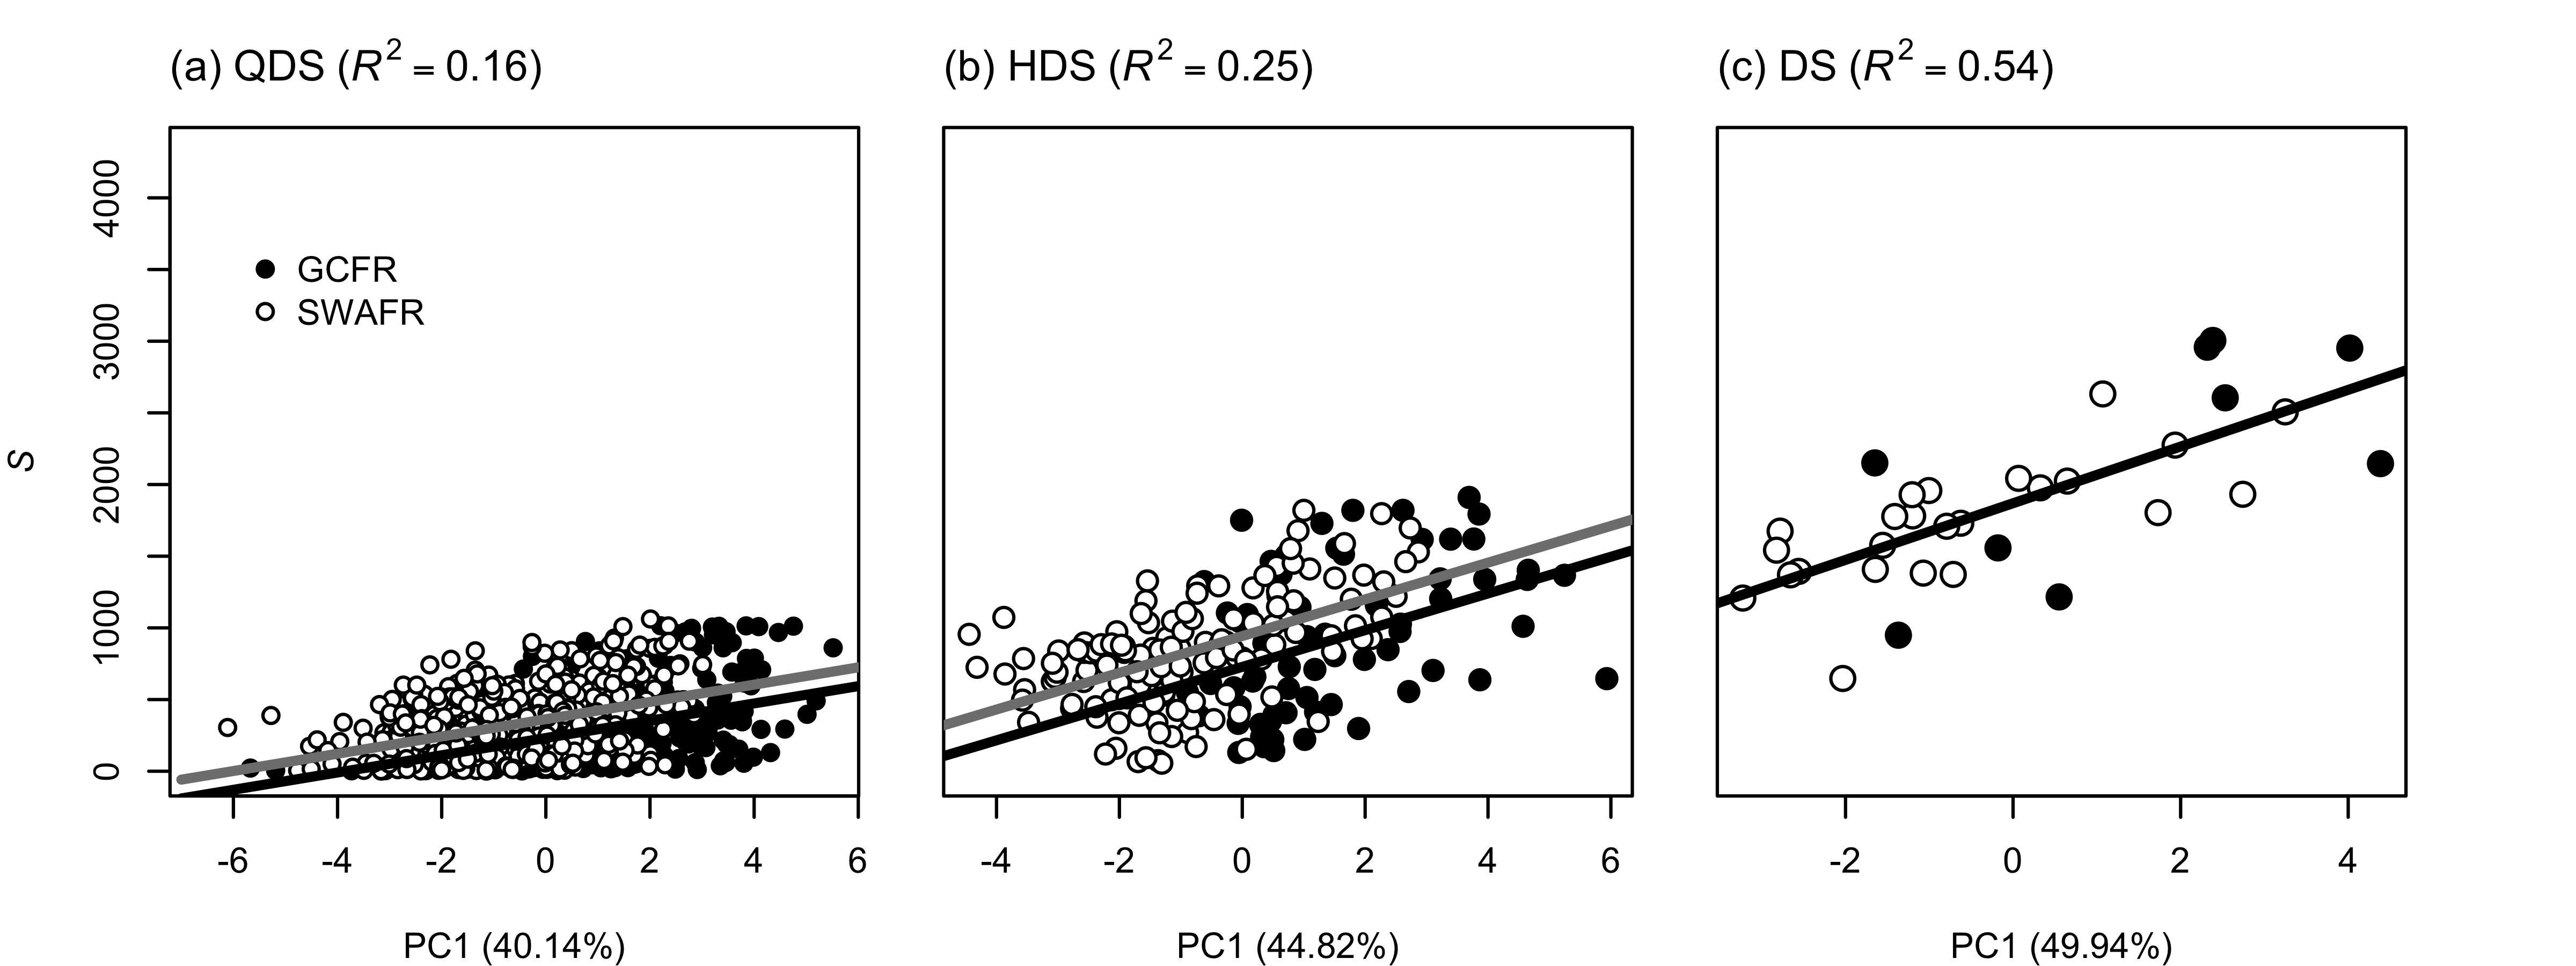 (a) QDS (R² = 0.16)
(b) HDS (R² = 0.25)
(c) DS (R² = 0.54)
S
0
1000
2000
3000
4000
GCFR
SWAFR
-6 -4 -2 0 2 4 6
-4 -2 0 2 4 6
-2 0 2 4
PC1 (40.14%)
PC1 (44.82%)
PC1 (49.94%)